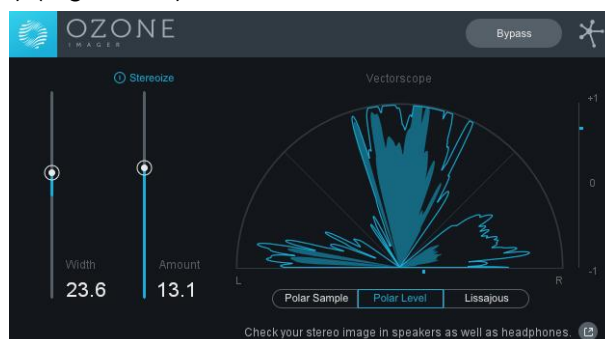 OZONE
IMAGER
Bypass
Stereoize
Vectorscope
+1
0
-1
Width
Amount
23.6
13.1
L
R
Polar Sample
Polar Level
Lissajous
Check your stereo image in speakers as well as headphones.